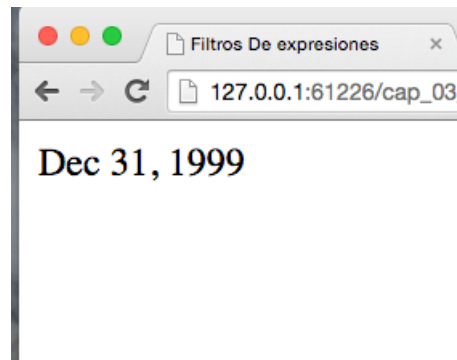 Filtros De expresiones
127.0.0.1:61226/cap_03
Dec 31, 1999